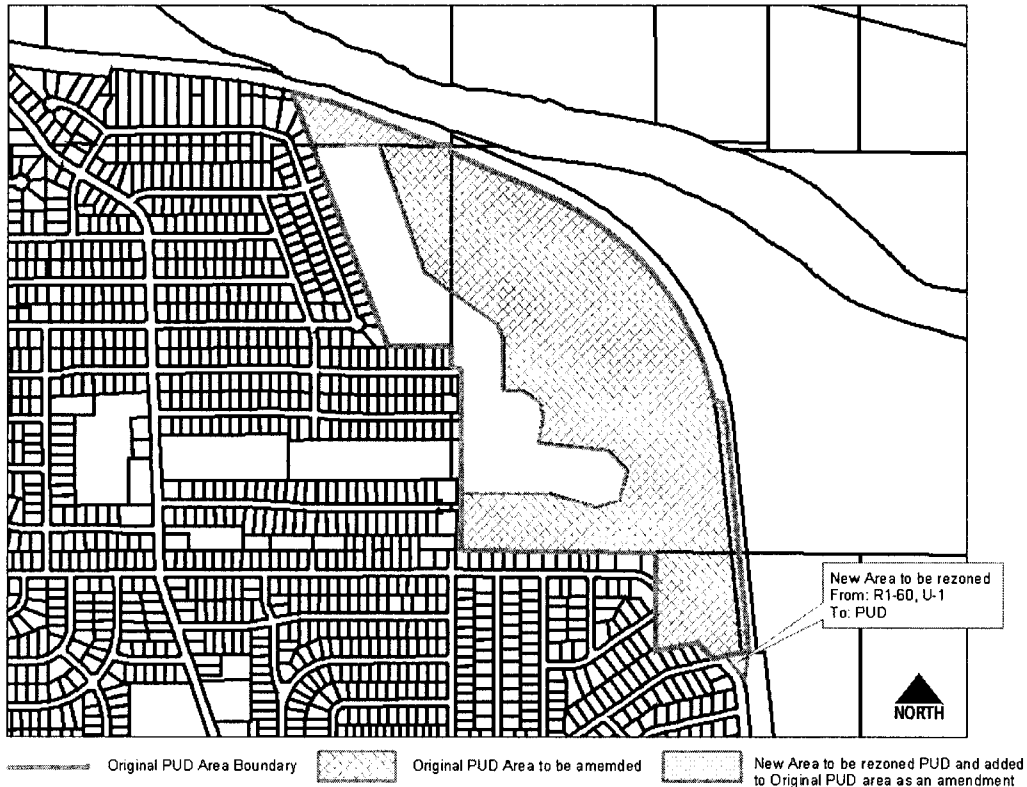 New Area to be rezoned
From: R1-60, U-1
To: PUD
NORTH
Original PUD Area Boundary
Original PUD Area to be amemded
New Area to be rezoned PUD and added
to Original PUD area as an amendment